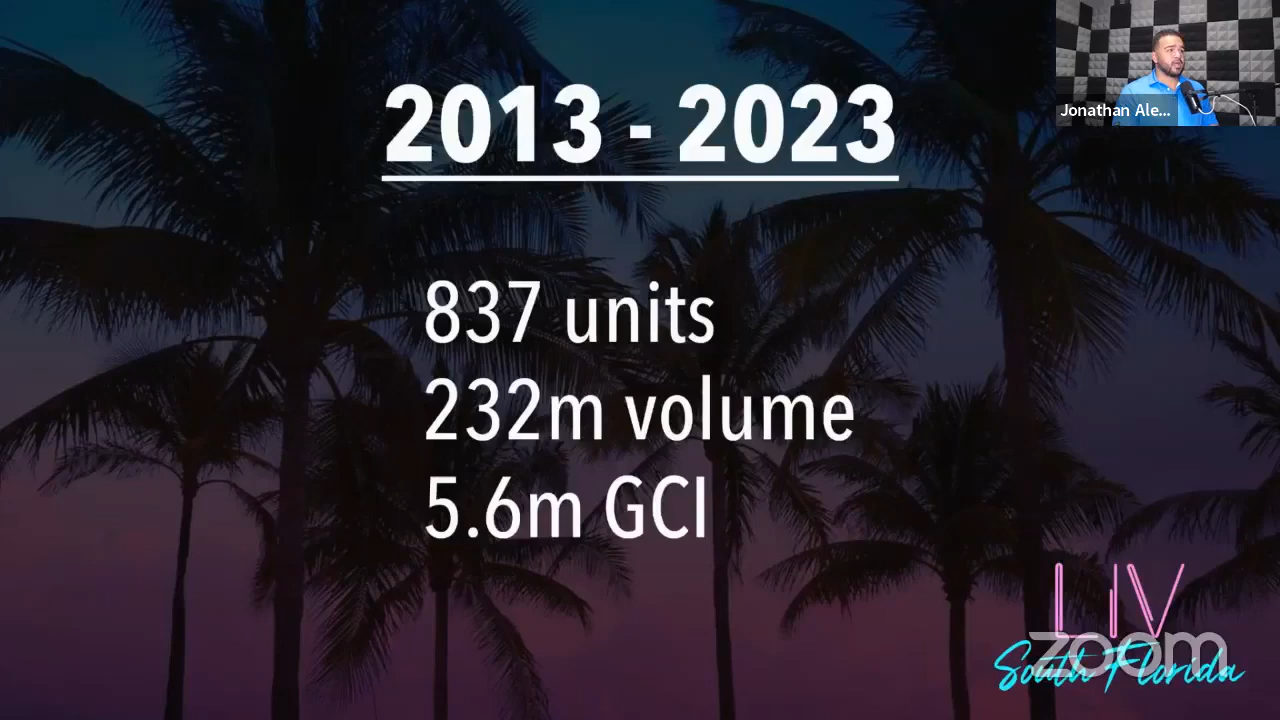 2013 - 2023
Jonathan Ale...
837 units
232m volume
5.6m GCI
LIV
zoom
South Florida